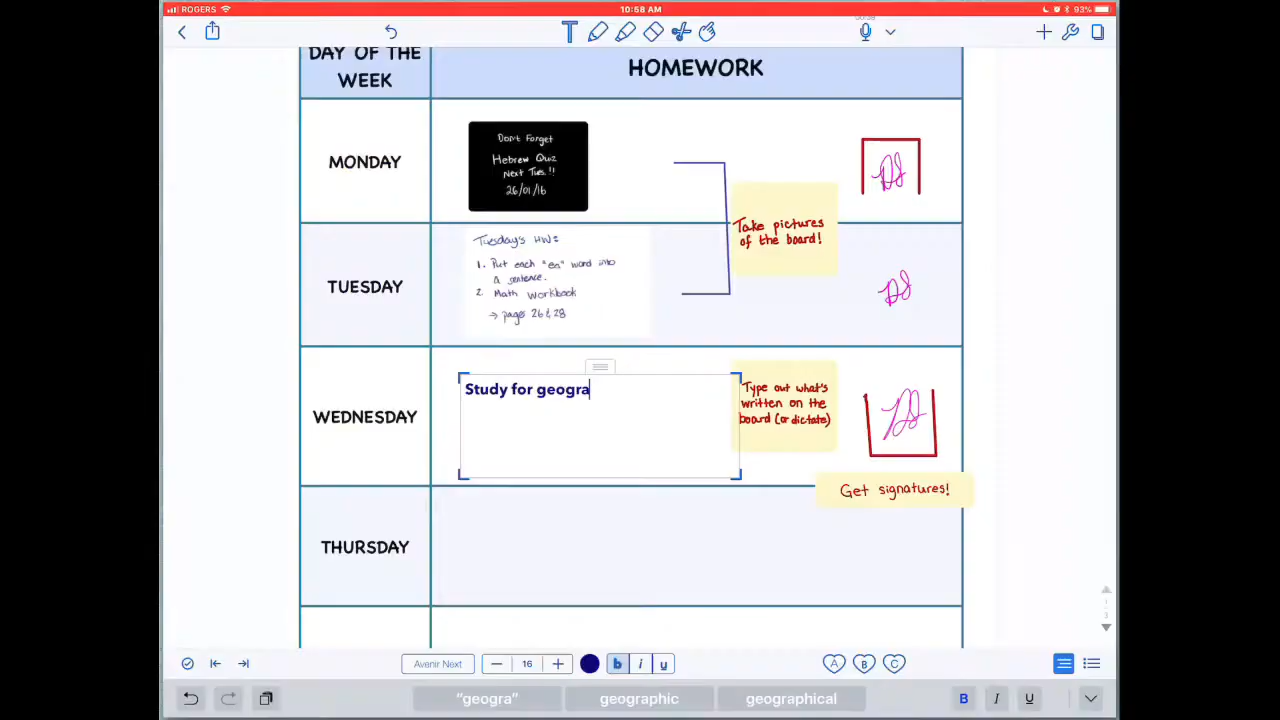 ROGERS
10:58 AM
93%
T
DAY OF THE
WEEK
HOMEWORK
MONDAY
Don't Forget
Hebrew Quiz
Next Tues.!!
26/01/16
Take pictures
of the board!
TUESDAY
Tuesday's HW:
1. Put each "en" word into
a sentence.
2. Math workbook
→ pages 26 & 28
WEDNESDAY
Study for geogra
Type out what's
written on the
board (or dictate)
Get signatures!
THURSDAY
Avenir Next
16
b i u
A B C
"geogra"
geographic
geographical
B I U